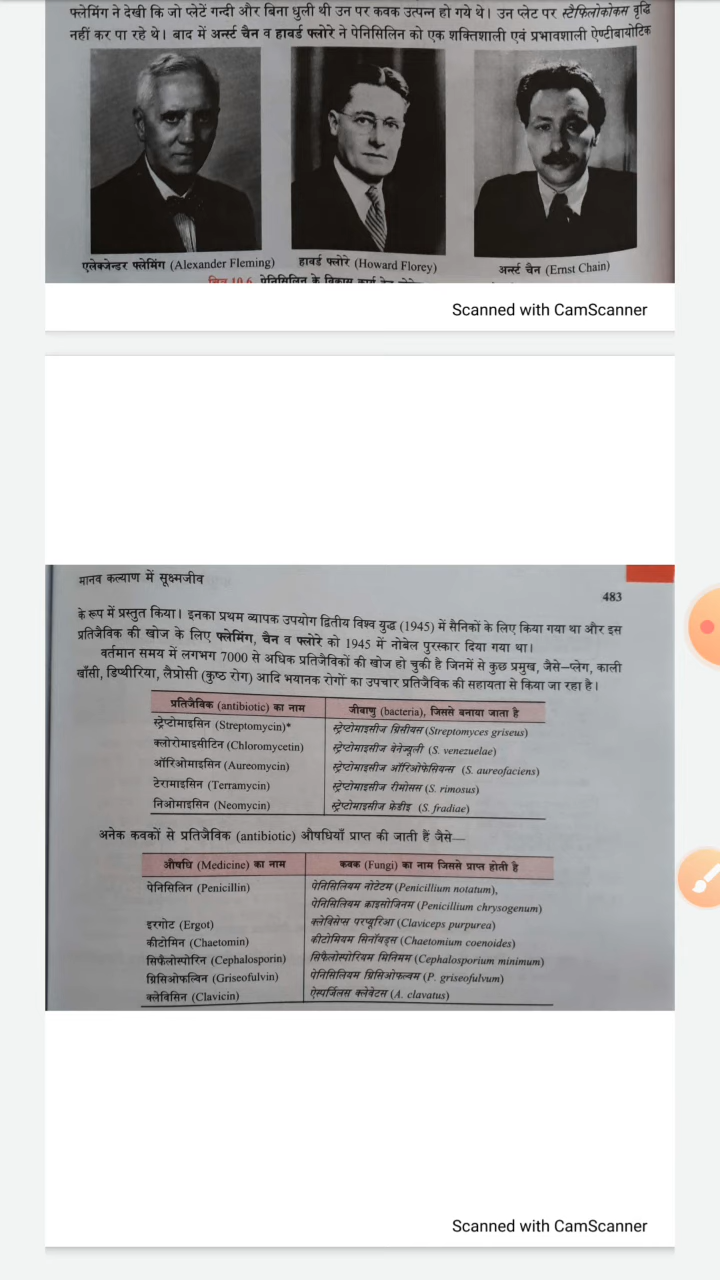 फ्लेमिंग ने देखी कि जो प्लेटें गन्दी और बिना धुली थी उन पर कवक उत्पन्न हो गये थे। उन प्लेट पर स्टैफिलोकोकस वृद्धि
नहीं कर पा रहे थे। बाद में अर्न्स्ट चैन व हाबर्ड फ्लोरे ने पेनिसिलिन को एक शक्तिशाली एवं प्रभावशाली ऐण्टीबायोटिक
एलेक्जेन्डर फ्लेमिंग (Alexander Fleming)
हाबर्ड फ्लोरे (Howard Florey)
अर्न्स्ट चैन (Ernst Chain)
चित्र 10.6. पेनिसिलिन के विकास कार्य
Scanned with CamScanner
मानव कल्याण में सूक्ष्मजीव
483
के रूप में प्रस्तुत किया। इनका प्रथम व्यापक उपयोग द्वितीय विश्व युद्ध (1945) में सैनिकों के लिए किया गया था और इस
प्रतिजैविक की खोज के लिए फ्लेमिंग, चैन व फ्लोरे को 1945 में नोबेल पुरस्कार दिया गया था।
वर्तमान समय में लगभग 7000 से अधिक प्रतिजैविकों की खोज हो चुकी है जिनमें से कुछ प्रमुख, जैसे—प्लेग, काली
खाँसी, डिप्थीरिया, लैप्रोसी (कुष्ठ रोग) आदि भयानक रोगों का उपचार प्रतिजैविक की सहायता से किया जा रहा है।
प्रतिजैविक (antibiotic) का नाम
जीवाणु (bacteria), जिससे बनाया जाता है
स्ट्रेप्टोमाइसिन (Streptomycin)*
स्ट्रेप्टोमाइसीज ग्रिसीयस (Streptomyces griseus)
क्लोरोमाइसीटिन (Chloromycetin)
स्ट्रेप्टोमाइसीज वेनेज्यूली (S. venezuelae)
ऑरिओमाइसिन (Aureomycin)
स्ट्रेप्टोमाइसीज ऑरिओफेसियन्स (S. aureofaciens)
टेरामाइसिन (Terramycin)
स्ट्रेप्टोमाइसीज रीमोसस (S. rimosus)
निओमाइसिन (Neomycin)
स्ट्रेप्टोमाइसीज फ्रेडीइ (S. fradiae)
अनेक कवकों से प्रतिजैविक (antibiotic) औषधियाँ प्राप्त की जाती हैं जैसे—
औषधि (Medicine) का नाम
कवक (Fungi) का नाम जिससे प्राप्त होती है
पेनिसिलिन (Penicillin)
पेनिसिलियम नोटेटम (Penicillium notatum),
पेनिसिलियम क्राइसोजिनम (Penicillium chrysogenum)
इरगोट (Ergot)
क्लेविसेप्स परप्यूरिआ (Claviceps purpurea)
कीटोमिन (Chaetomin)
कीटोमियम सिनॉयड्स (Chaetomium coenoides)
सिफैलोस्पोरिन (Cephalosporin)
सिफैलोस्पोरियम मिनिमम (Cephalosporium minimum)
ग्रिसिओफल्विन (Griseofulvin)
पेनिसिलियम ग्रिसिओफल्वम (P. griseofulvum)
क्लेविसिन (Clavicin)
ऐस्पर्जिलस क्लेवेटस (A. clavatus)
Scanned with CamScanner